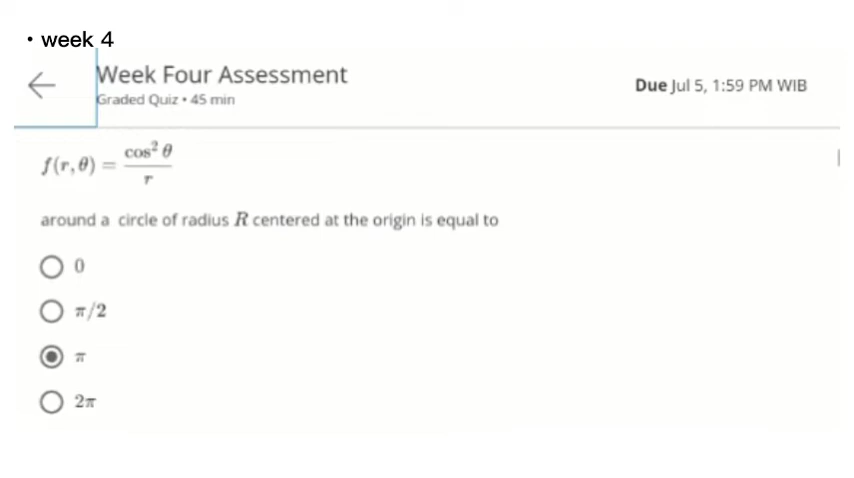 • week 4
Week Four Assessment
Graded Quiz • 45 min
Due Jul 5, 1:59 PM WIB
f(r, θ) = cos² θ / r
around a circle of radius R centered at the origin is equal to
0
π/2
π
2π